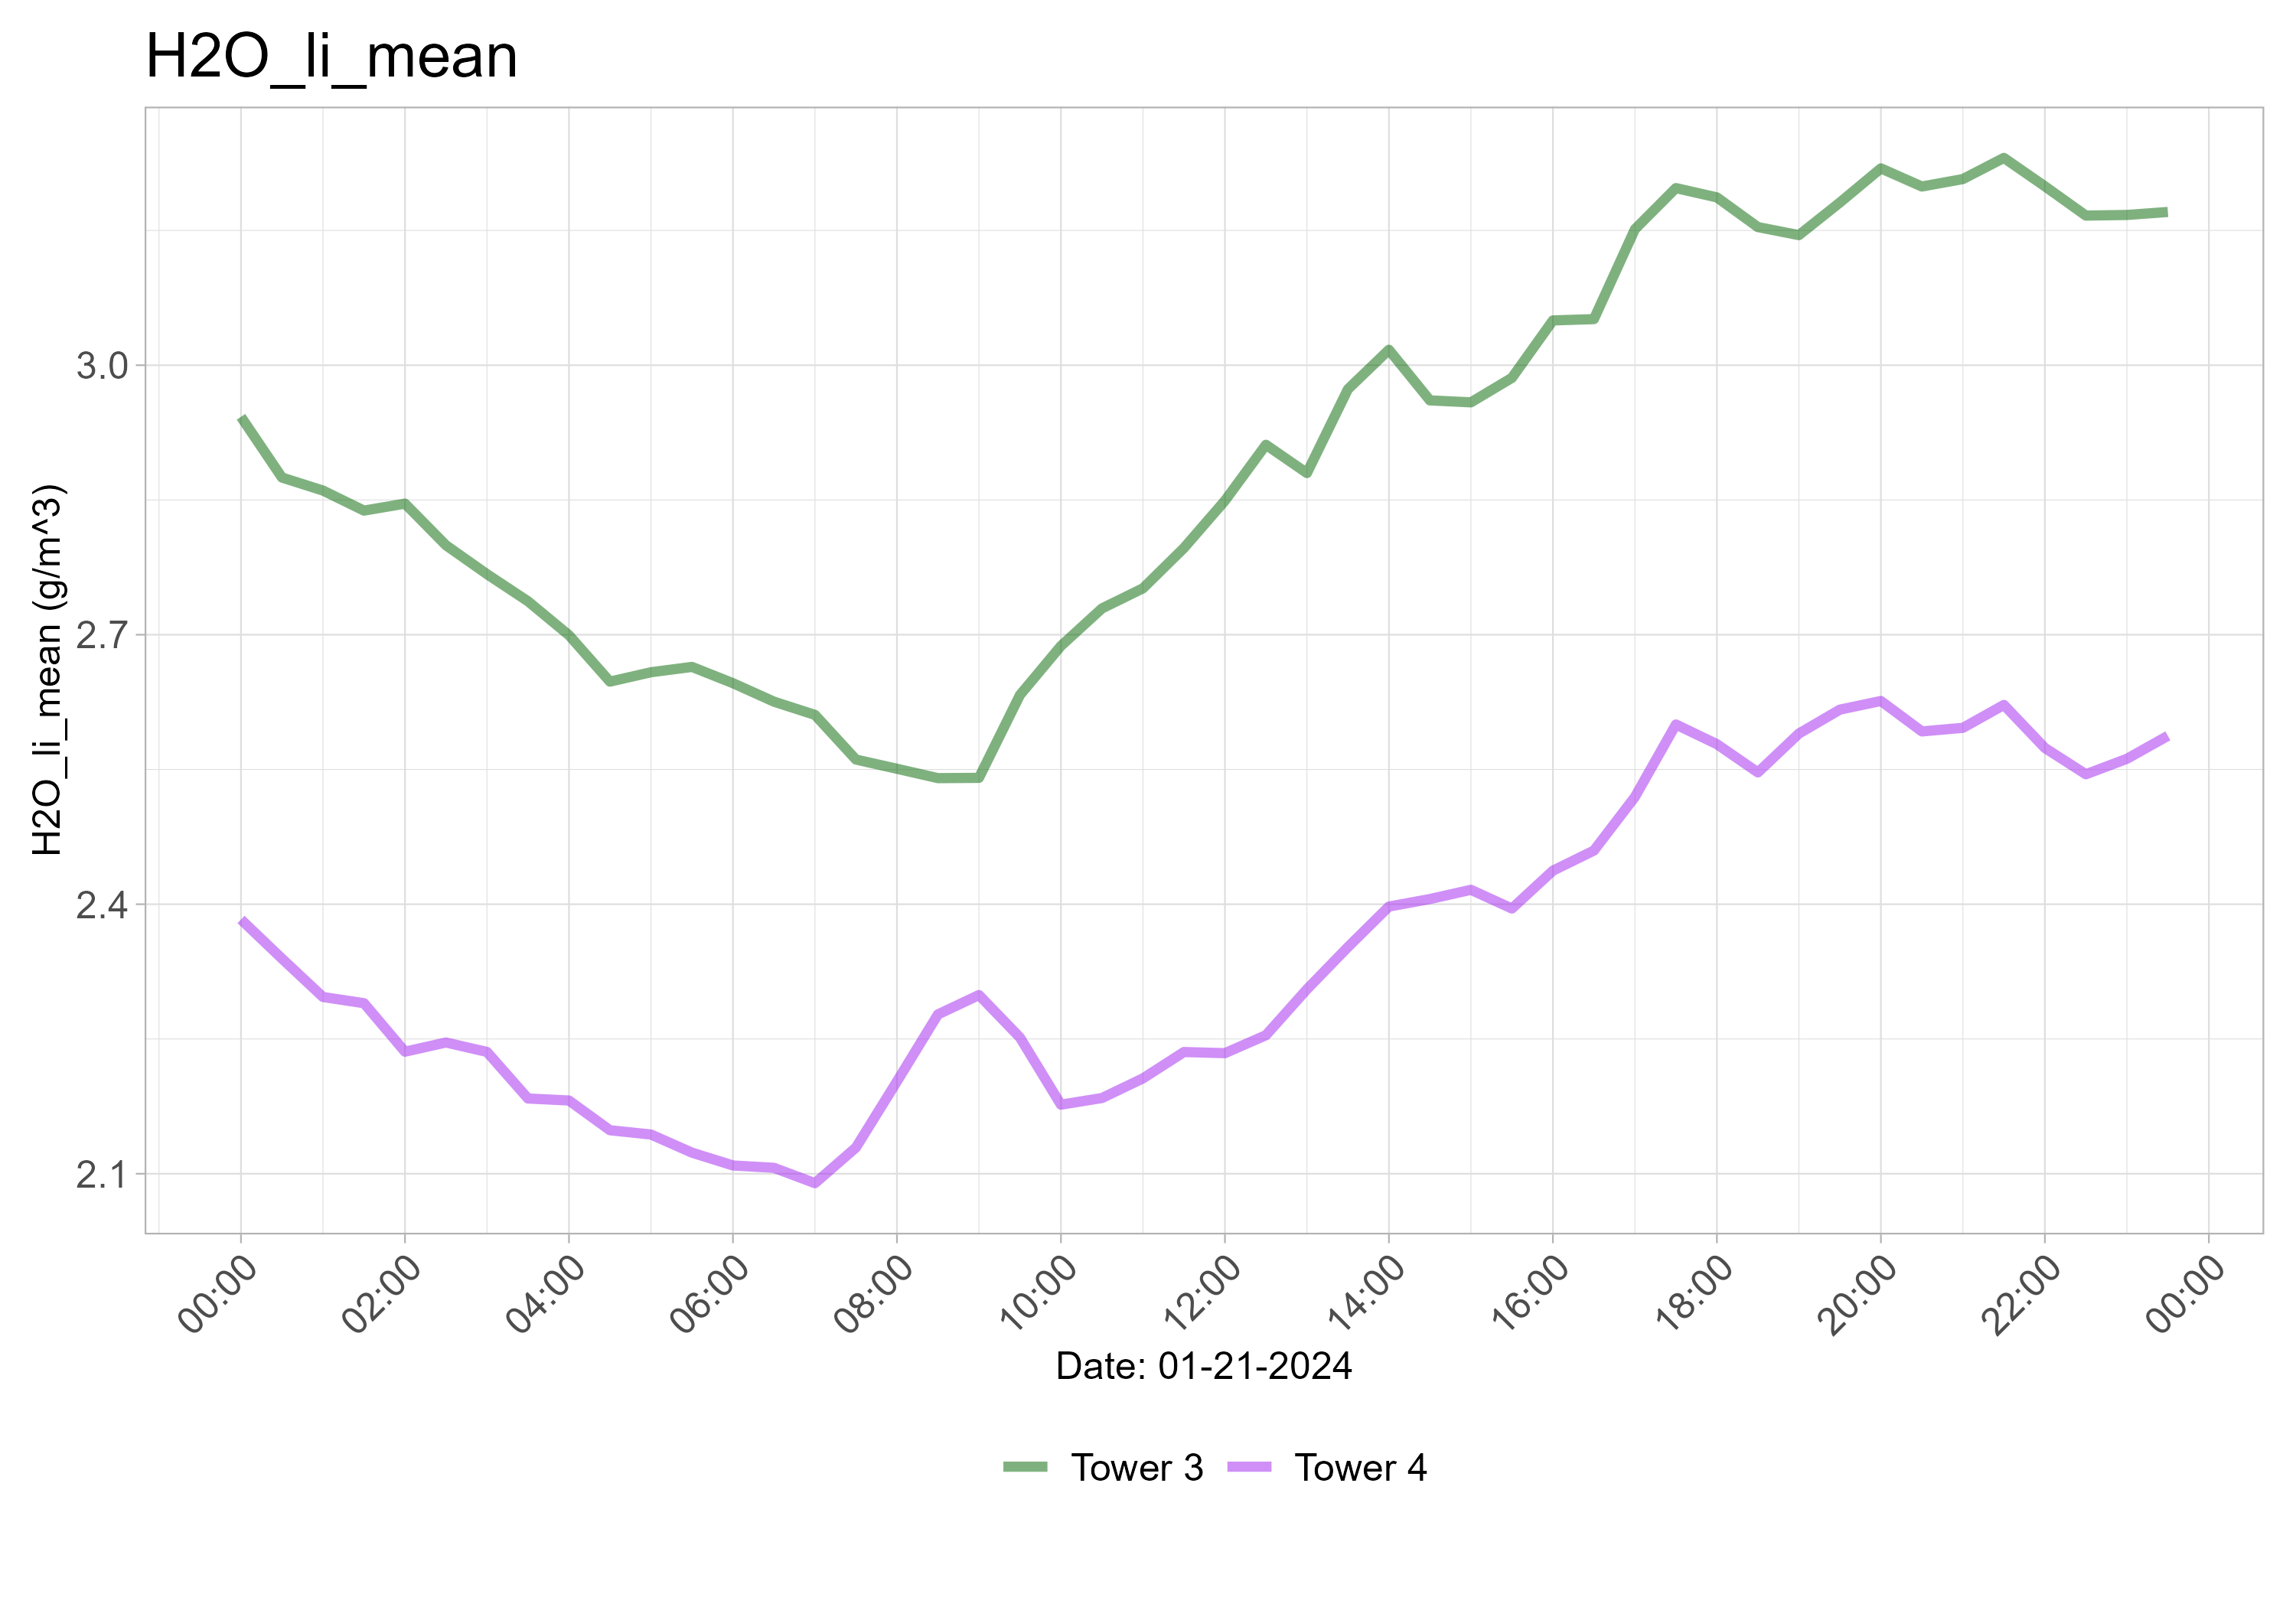 H2O_li_mean
H2O_li_mean (g/m^3)
3.0
2.7
2.4
2.1
00:00 02:00 04:00 06:00 08:00 10:00 12:00 14:00 16:00 18:00 20:00 22:00 00:00
Date: 01-21-2024
Tower 3 Tower 4